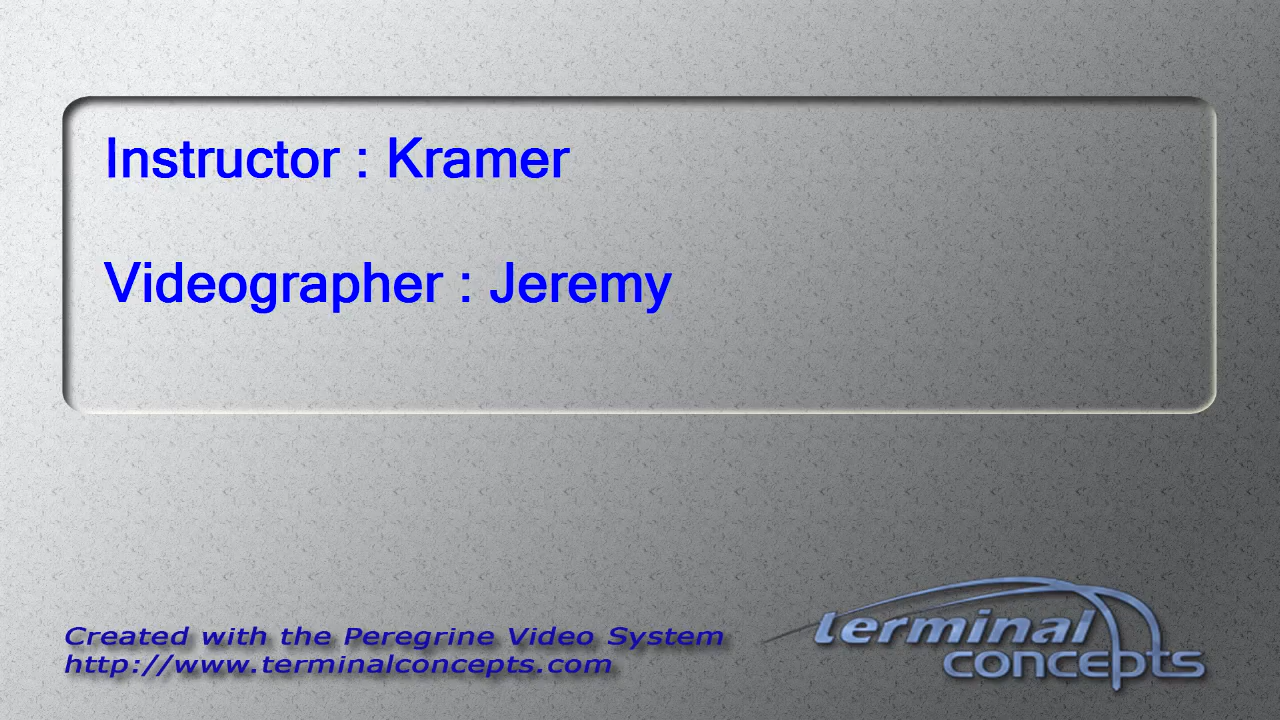 Instructor : Kramer
Videographer : Jeremy
Created with the Peregrine Video System
http://www.terminalconcepts.com
terminal
concepts